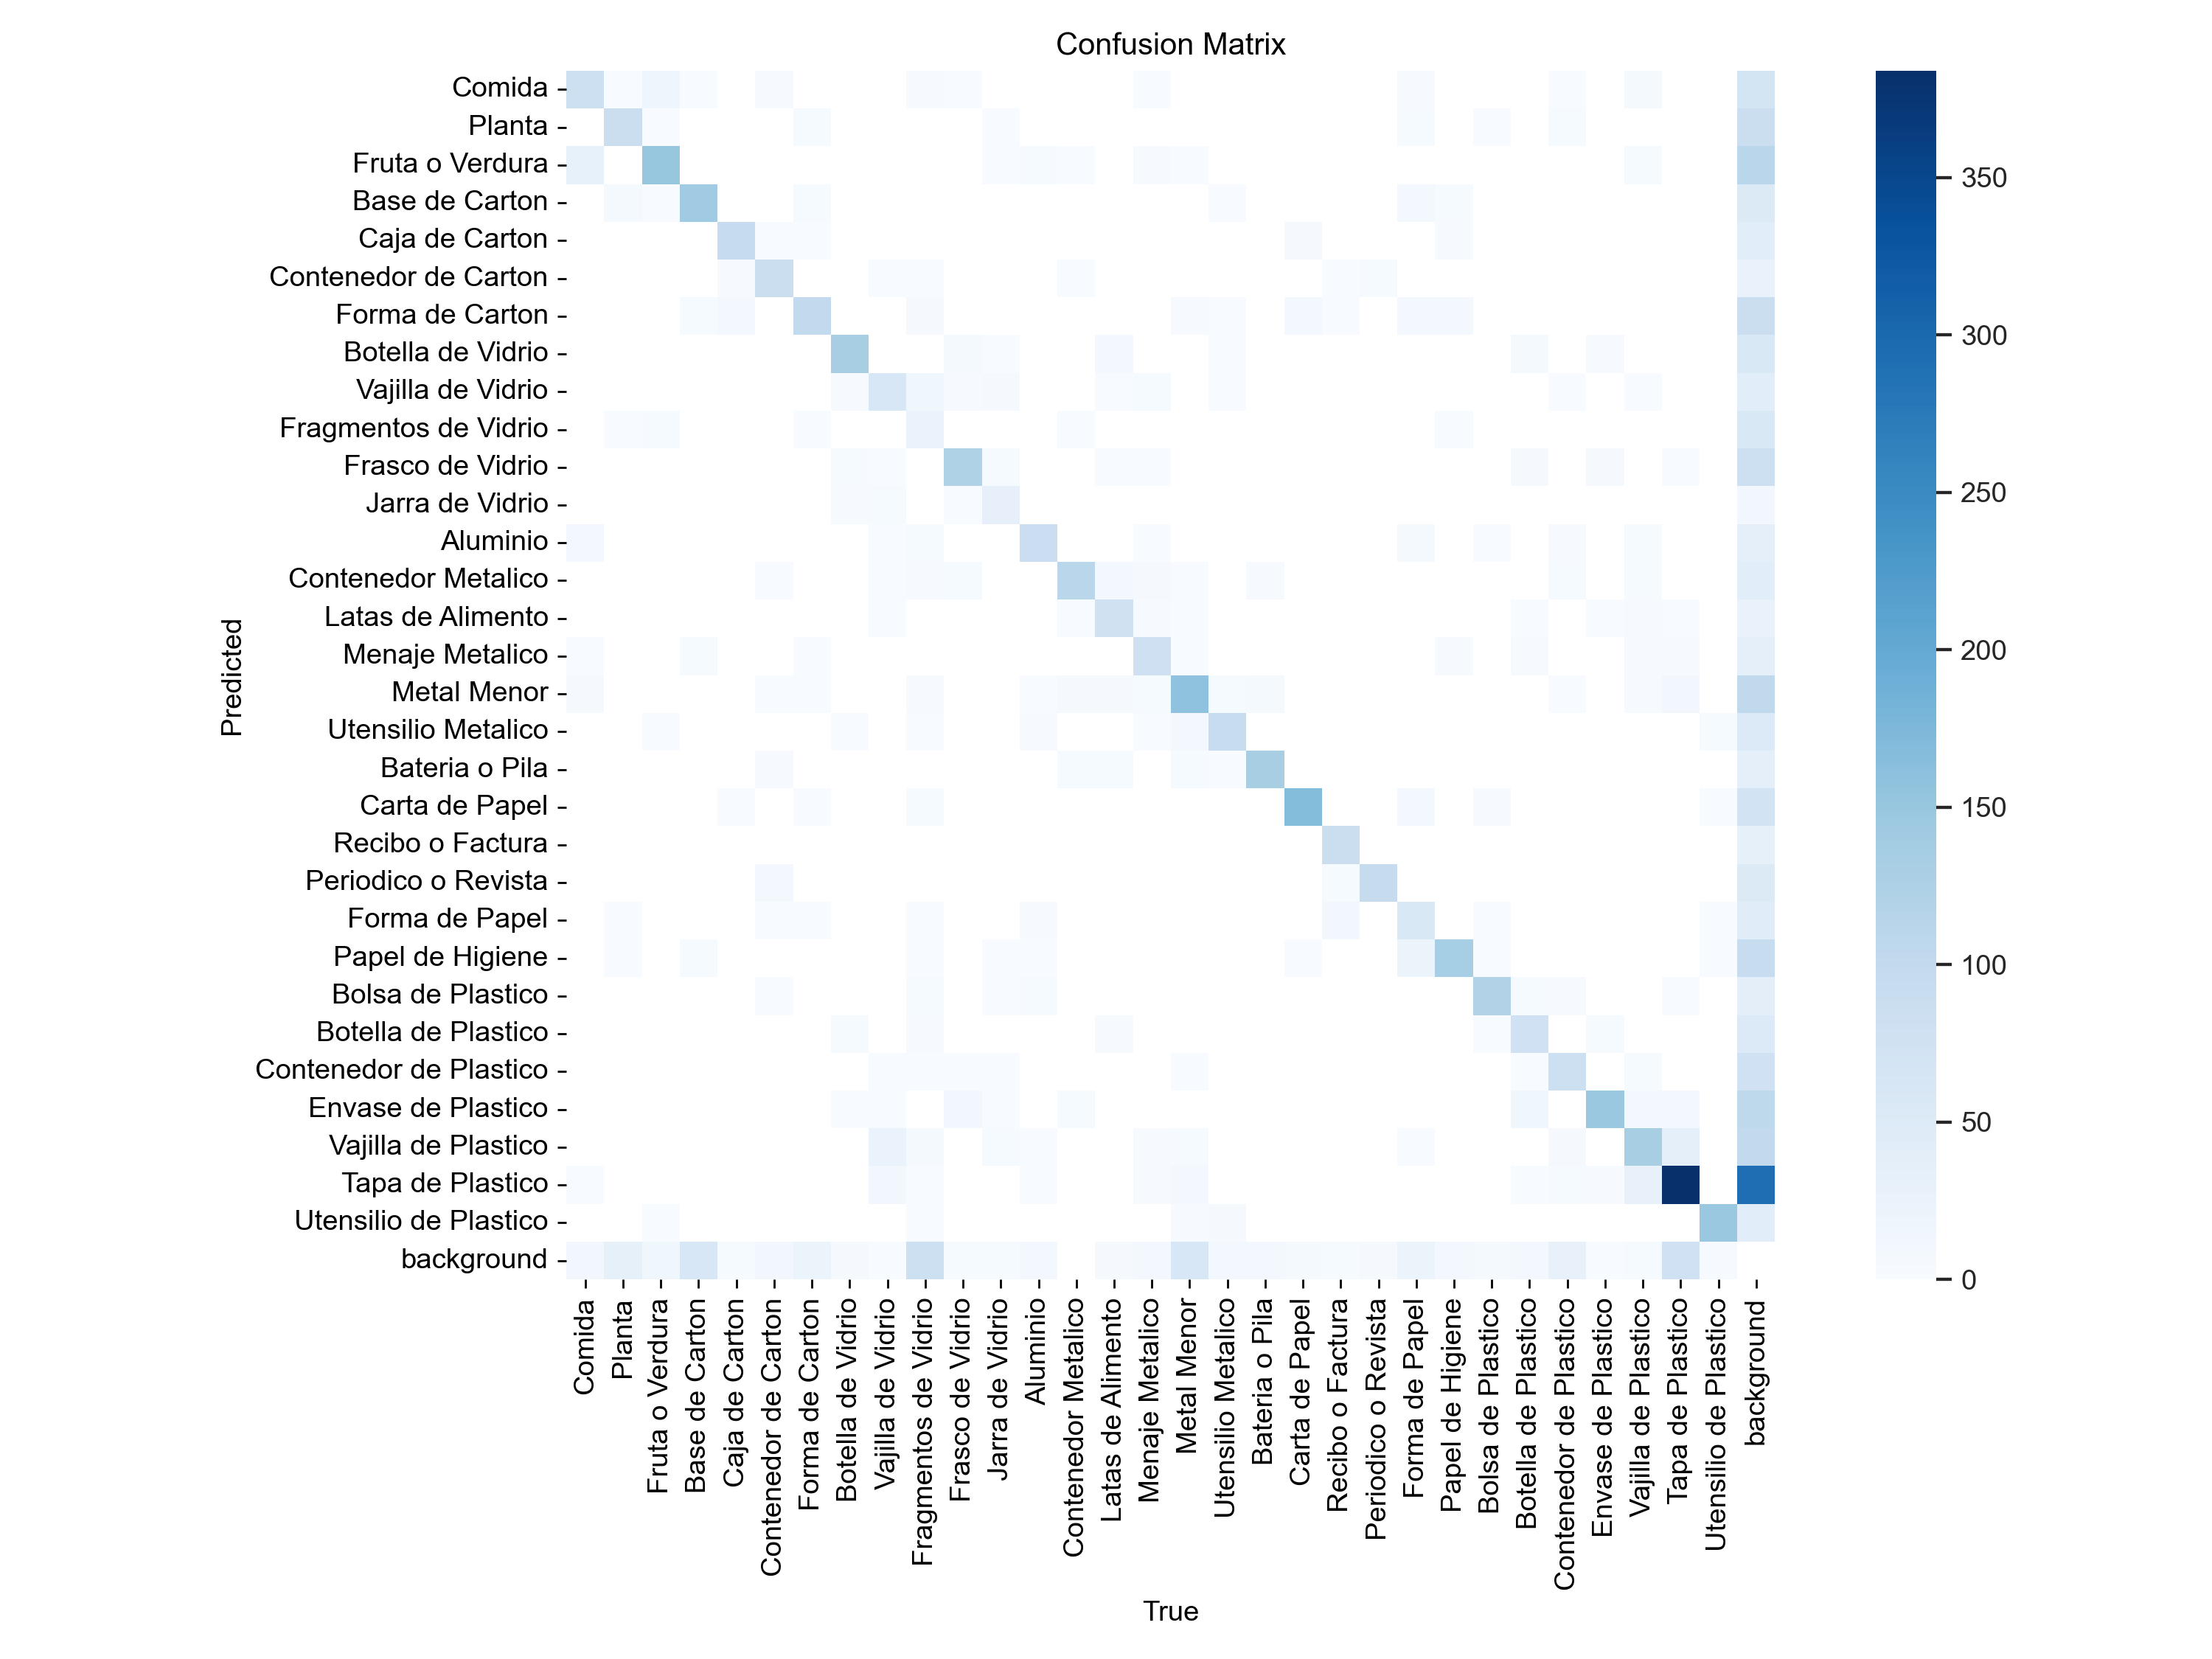 Confusion Matrix
Predicted
Comida
Planta
Fruta o Verdura
Base de Carton
Caja de Carton
Contenedor de Carton
Forma de Carton
Botella de Vidrio
Vajilla de Vidrio
Fragmentos de Vidrio
Frasco de Vidrio
Jarra de Vidrio
Aluminio
Contenedor Metalico
Latas de Alimento
Menaje Metalico
Metal Menor
Utensilio Metalico
Bateria o Pila
Carta de Papel
Recibo o Factura
Periodico o Revista
Forma de Papel
Papel de Higiene
Bolsa de Plastico
Botella de Plastico
Contenedor de Plastico
Envase de Plastico
Vajilla de Plastico
Tapa de Plastico
Utensilio de Plastico
background
Comida
Planta
Fruta o Verdura
Base de Carton
Caja de Carton
Contenedor de Carton
Forma de Carton
Botella de Vidrio
Vajilla de Vidrio
Fragmentos de Vidrio
Frasco de Vidrio
Jarra de Vidrio
Aluminio
Contenedor Metalico
Latas de Alimento
Menaje Metalico
Metal Menor
Utensilio Metalico
Bateria o Pila
Carta de Papel
Recibo o Factura
Periodico o Revista
Forma de Papel
Papel de Higiene
Bolsa de Plastico
Botella de Plastico
Contenedor de Plastico
Envase de Plastico
Vajilla de Plastico
Tapa de Plastico
Utensilio de Plastico
background
True
350
300
250
200
150
100
50
0